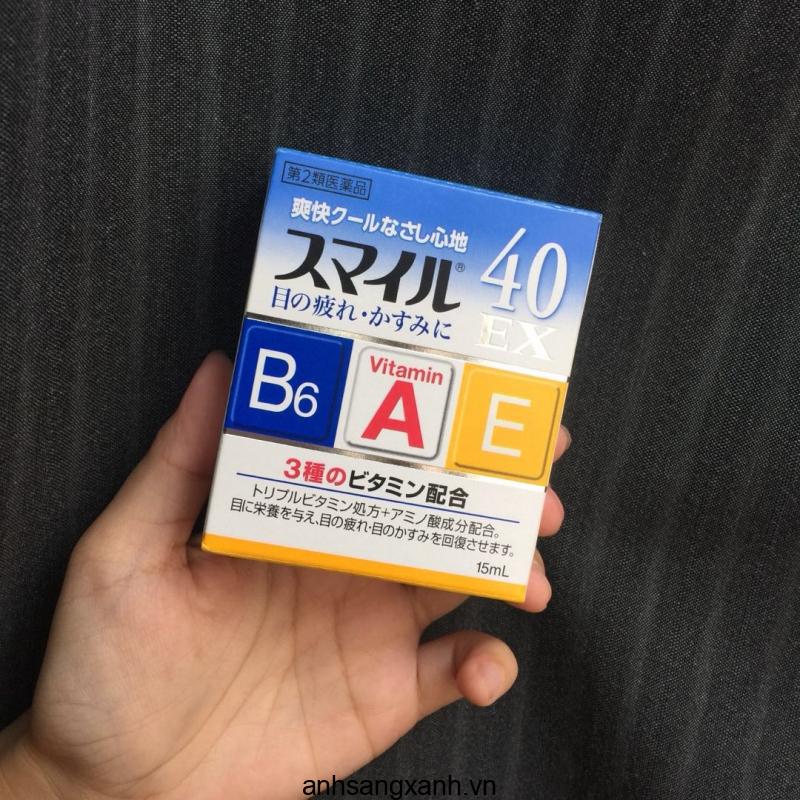 第2類医薬品
爽快クールなさし心地
スマイル® 40
目の疲れ・かすみに EX
B6 Vitamin A E
3種のビタミン配合
トリプルビタミン処方+アミノ酸成分配合。
目に栄養を与え、目の疲れ・目のかすみを回復させます。
15mL
anhsangxanh.vn